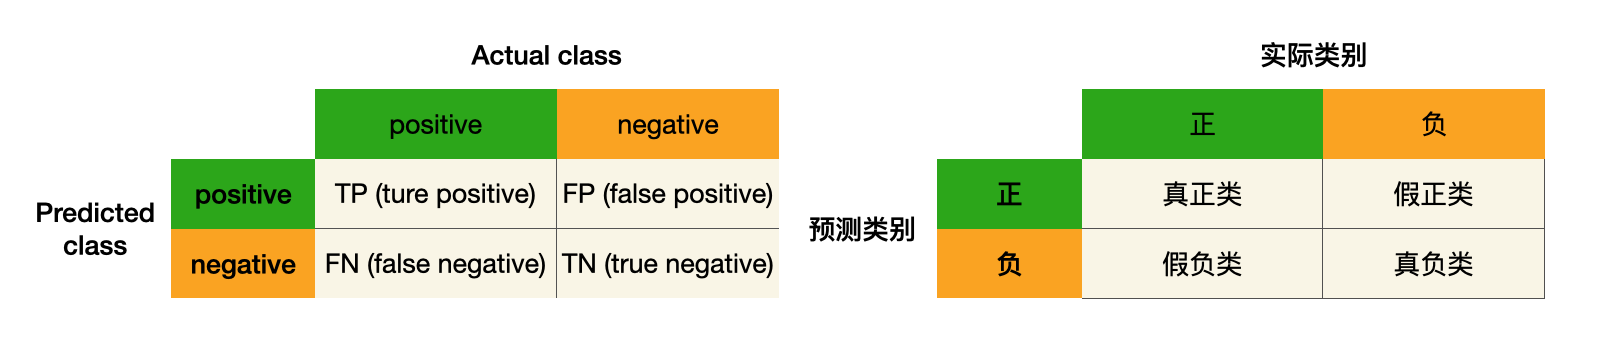 Actual class
positive negative
Predicted class
positive TP (ture positive) FP (false positive)
negative FN (false negative) TN (true negative)
实际类别
正 负
预测类别
正 真正类 假正类
负 假负类 真负类